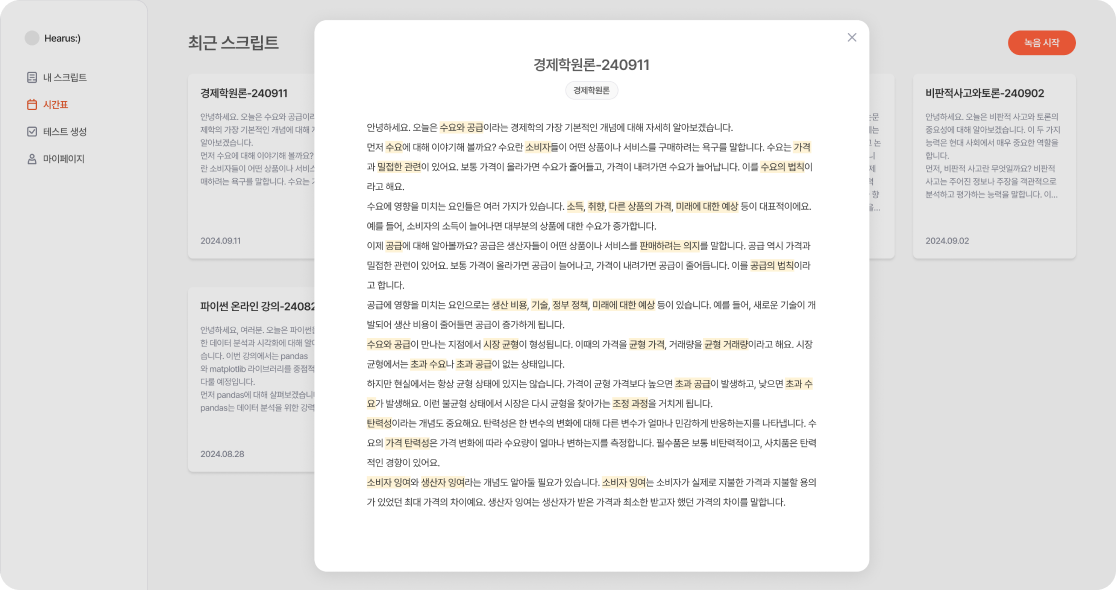 Hearus:)
내 스크립트
시간표
테스트 생성
마이페이지
최근 스크립트
녹음 시작
경제학원론-240911
안녕하세요. 오늘은 수요와 공급이라
제학의 가장 기본적인 개념에 대해
알아보겠습니다.
먼저 수요에 대해 이야기해 볼까요?
란 소비자들이 어떤 상품이나 서비스
매하려는 욕구를 말합니다. 수요는
2024.09.11
파이썬 온라인 강의-2408
안녕하세요, 여러분. 오늘은 파이썬
한 데이터 분석과 시각화에 대해
습니다. 이번 강의에서는 pandas
와 matplotlib 라이브러리를 중점적
다룰 예정입니다.
먼저 pandas에 대해 살펴보겠습니
pandas는 데이터 분석을 위한 강력
2024.08.28
경제학원론-240911
경제학원론
안녕하세요. 오늘은 수요와 공급이라는 경제학의 가장 기본적인 개념에 대해 자세히 알아보겠습니다.
먼저 수요에 대해 이야기해 볼까요? 수요란 소비자들이 어떤 상품이나 서비스를 구매하려는 욕구를 말합니다. 수요는 가격
과 밀접한 관련이 있어요. 보통 가격이 올라가면 수요가 줄어들고, 가격이 내려가면 수요가 늘어납니다. 이를 수요의 법칙이
라고 해요.
수요에 영향을 미치는 요인들은 여러 가지가 있습니다. 소득, 취향, 다른 상품의 가격, 미래에 대한 예상 등이 대표적이에요.
예를 들어, 소비자의 소득이 늘어나면 대부분의 상품에 대한 수요가 증가합니다.
이제 공급에 대해 알아볼까요? 공급은 생산자들이 어떤 상품이나 서비스를 판매하려는 의지를 말합니다. 공급 역시 가격과
밀접한 관련이 있어요. 보통 가격이 올라가면 공급이 늘어나고, 가격이 내려가면 공급이 줄어듭니다. 이를 공급의 법칙이라
고 합니다.
공급에 영향을 미치는 요인으로는 생산 비용, 기술, 정부 정책, 미래에 대한 예상 등이 있습니다. 예를 들어, 새로운 기술이 개
발되어 생산 비용이 줄어들면 공급이 증가하게 됩니다.
수요와 공급이 만나는 지점에서 시장 균형이 형성됩니다. 이때의 가격을 균형 가격, 거래량을 균형 거래량이라고 해요. 시장
균형에서는 초과 수요나 초과 공급이 없는 상태입니다.
하지만 현실에서는 항상 균형 상태에 있지는 않습니다. 가격이 균형 가격보다 높으면 초과 공급이 발생하고, 낮으면 초과 수
요가 발생해요. 이런 불균형 상태에서 시장은 다시 균형을 찾아가는 조정 과정을 거치게 됩니다.
탄력성이라는 개념도 중요해요. 탄력성은 한 변수의 변화에 대해 다른 변수가 얼마나 민감하게 반응하는지를 나타냅니다. 수
요의 가격 탄력성은 가격 변화에 따라 수요량이 얼마나 변하는지를 측정합니다. 필수품은 보통 비탄력적이고, 사치품은 탄력
적인 경향이 있어요.
소비자 잉여와 생산자 잉여라는 개념도 알아둘 필요가 있습니다. 소비자 잉여는 소비자가 실제로 지불한 가격과 지불할 용의
가 있었던 최대 가격의 차이예요. 생산자 잉여는 생산자가 받은 가격과 최소한 받고자 했던 가격의 차이를 말합니다.
비판적사고와토론-240902
안녕하세요. 오늘은 비판적 사고와 토론의
중요성에 대해 알아보겠습니다. 이 두 가지
능력은 현대 사회에서 매우 중요한 역할을
합니다.
먼저, 비판적 사고란 무엇일까요? 비판적
사고는 주어진 정보나 주장을 객관적으로
분석하고 평가하는 능력을 말합니다. 이...
2024.09.02